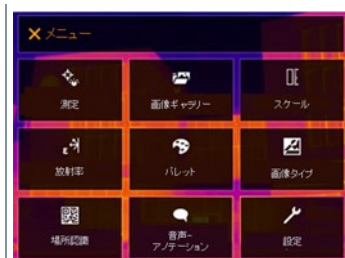 メニュー
測定
画像ギャラリー
スケール
放射率
パレット
画像タイプ
場所認識
音声-
アノテーション
設定